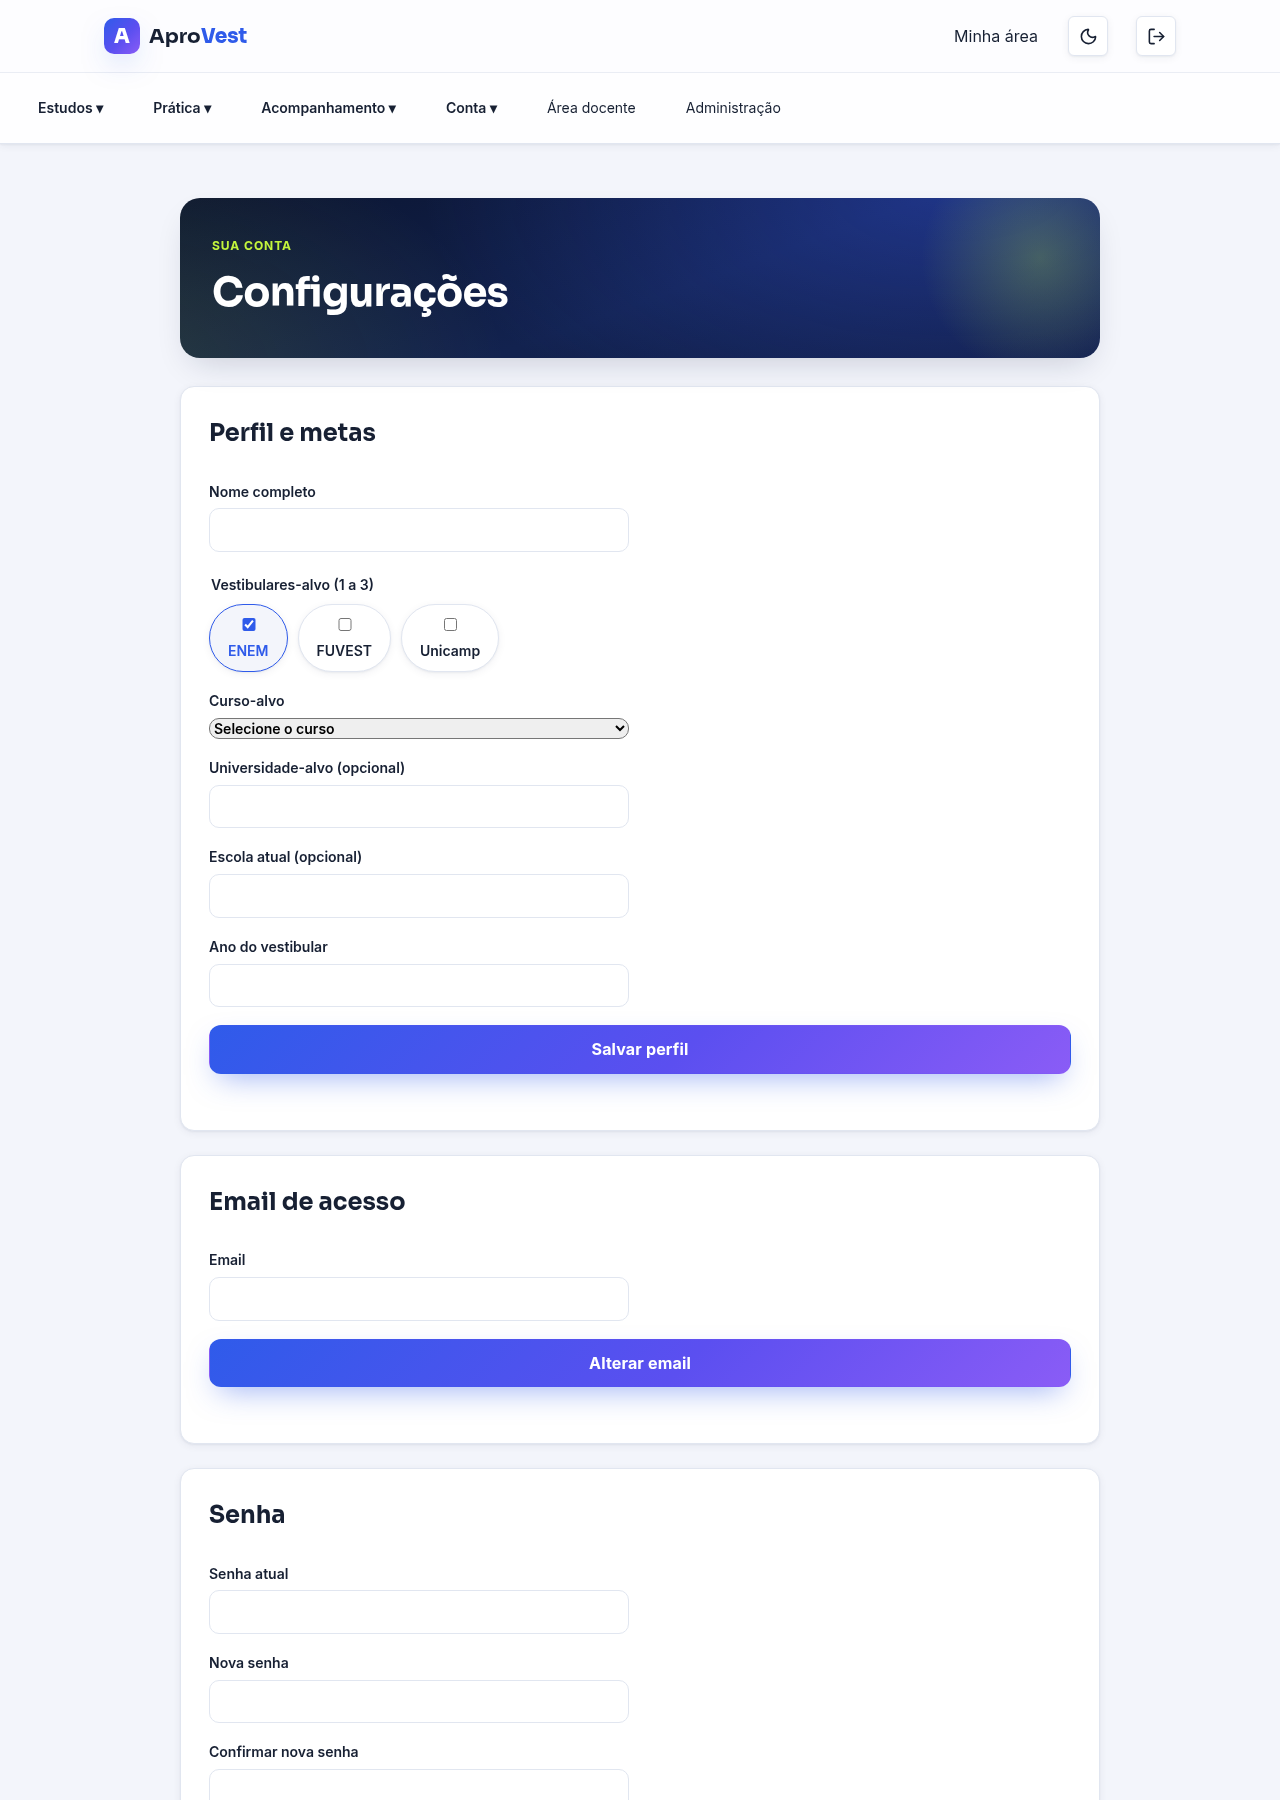 A AproVest
Minha área
Estudos ▾ Prática ▾ Acompanhamento ▾ Conta ▾ Área docente Administração
SUA CONTA
Configurações
Perfil e metas
Nome completo
Vestibulares-alvo (1 a 3)
ENEM FUVEST Unicamp
Curso-alvo
Selecione o curso
Universidade-alvo (opcional)
Escola atual (opcional)
Ano do vestibular
Salvar perfil
Email de acesso
Email
Alterar email
Senha
Senha atual
Nova senha
Confirmar nova senha